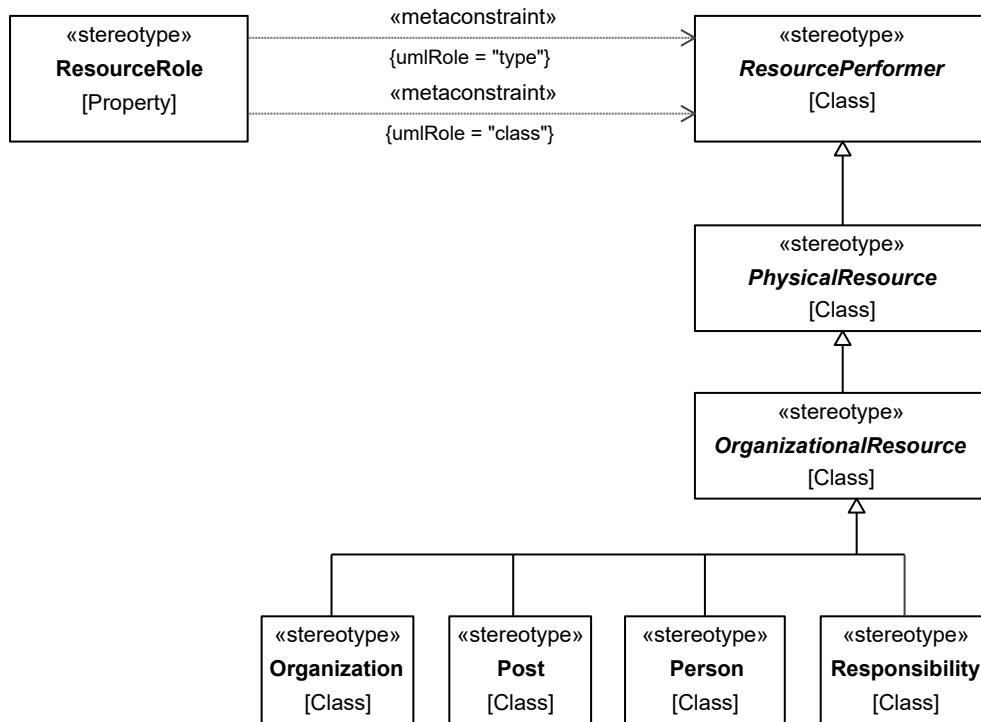 «stereotype»
ResourceRole
[Property]
«metaconstraint»
{umlRole = "type"}
«metaconstraint»
{umlRole = "class"}
«stereotype»
ResourcePerformer
[Class]
«stereotype»
PhysicalResource
[Class]
«stereotype»
OrganizationalResource
[Class]
«stereotype»
Organization
[Class]
«stereotype»
Post
[Class]
«stereotype»
Person
[Class]
«stereotype»
Responsibility
[Class]